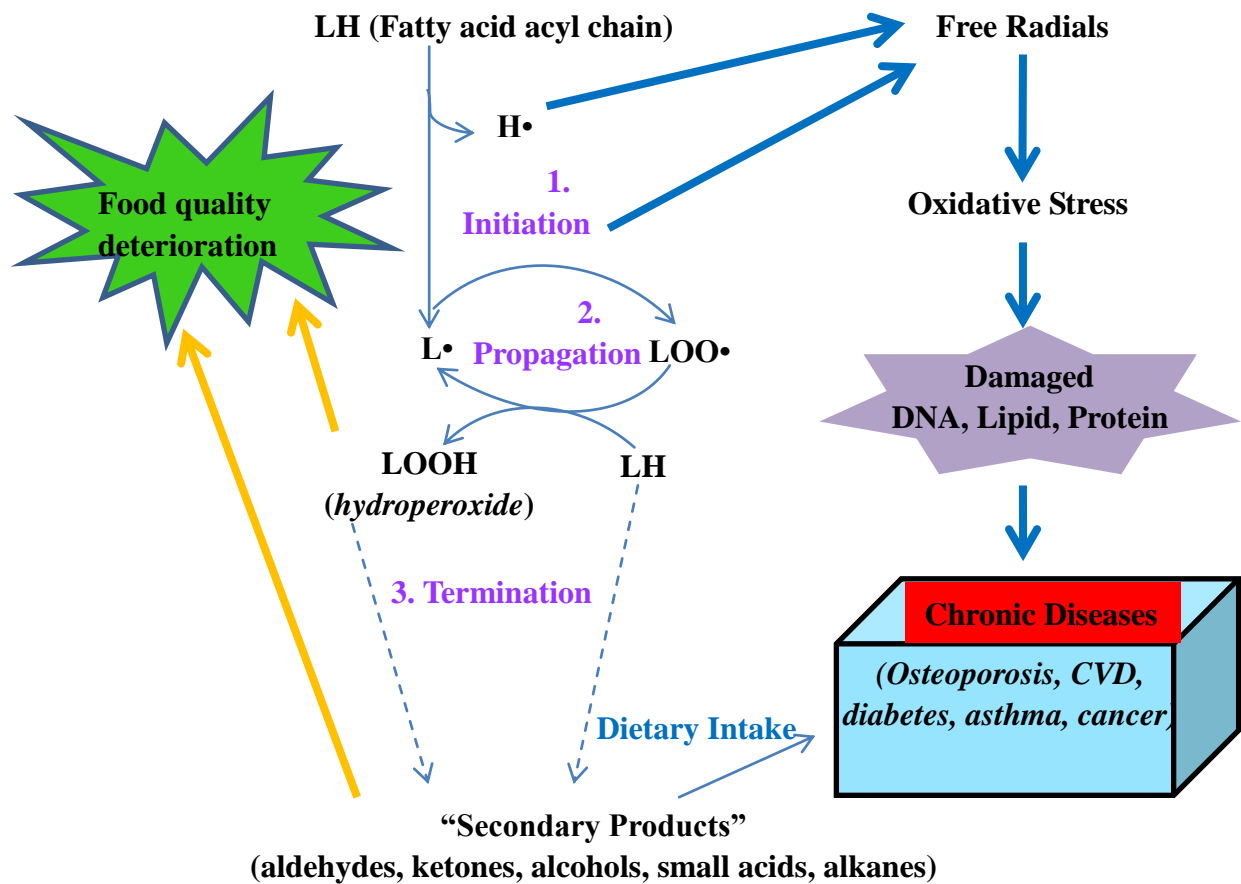 LH (Fatty acid acyl chain)
Free Radials
H•
1.
Initiation
Food quality
deterioration
Oxidative Stress
2.
Propagation
L•
LOO•
Damaged
DNA, Lipid, Protein
LOOH
(hydroperoxide)
LH
3. Termination
Chronic Diseases
(Osteoporosis, CVD,
diabetes, asthma, cancer)
Dietary Intake
“Secondary Products”
(aldehydes, ketones, alcohols, small acids, alkanes)